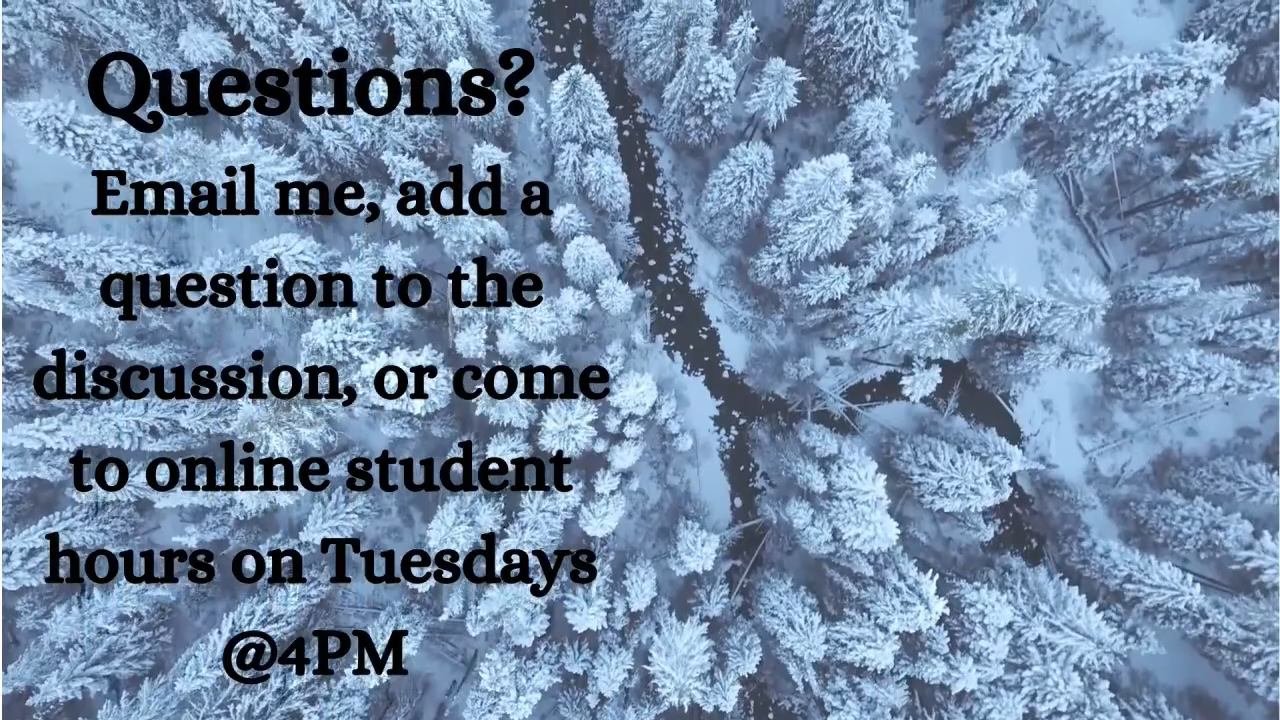 Questions?
Email me, add a
question to the
discussion, or come
to online student
hours on Tuesdays
@4PM